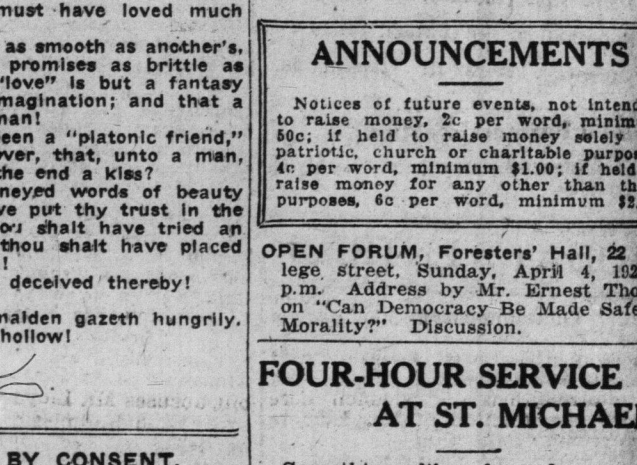 must have loved much
as smooth as another's,
promises as brittle as
"love" is but a fantasy
magination; and that a
man!
een a "platonic friend,"
ver, that, unto a man,
the end a kiss?
neyed words of beauty
ve put thy trust in the
ou shalt have tried an
thou shalt have placed
!
deceived thereby!
maiden gazeth hungrily.
hollow!
BY CONSENT.
ANNOUNCEMENTS
Notices of future events, not intend
to raise money, 2c per word, minim
50c; if held to raise money solely
patriotic, church or charitable purpo
4c per word, minimum $1.00; if held
raise money for any other than th
purposes, 6c per word, minimum $2.
OPEN FORUM, Foresters' Hall, 22
lege street, Sunday, April 4, 192
p.m. Address by Mr. Ernest Tho
on "Can Democracy Be Made Safe
Morality?" Discussion.
FOUR-HOUR SERVICE
AT ST. MICHAE